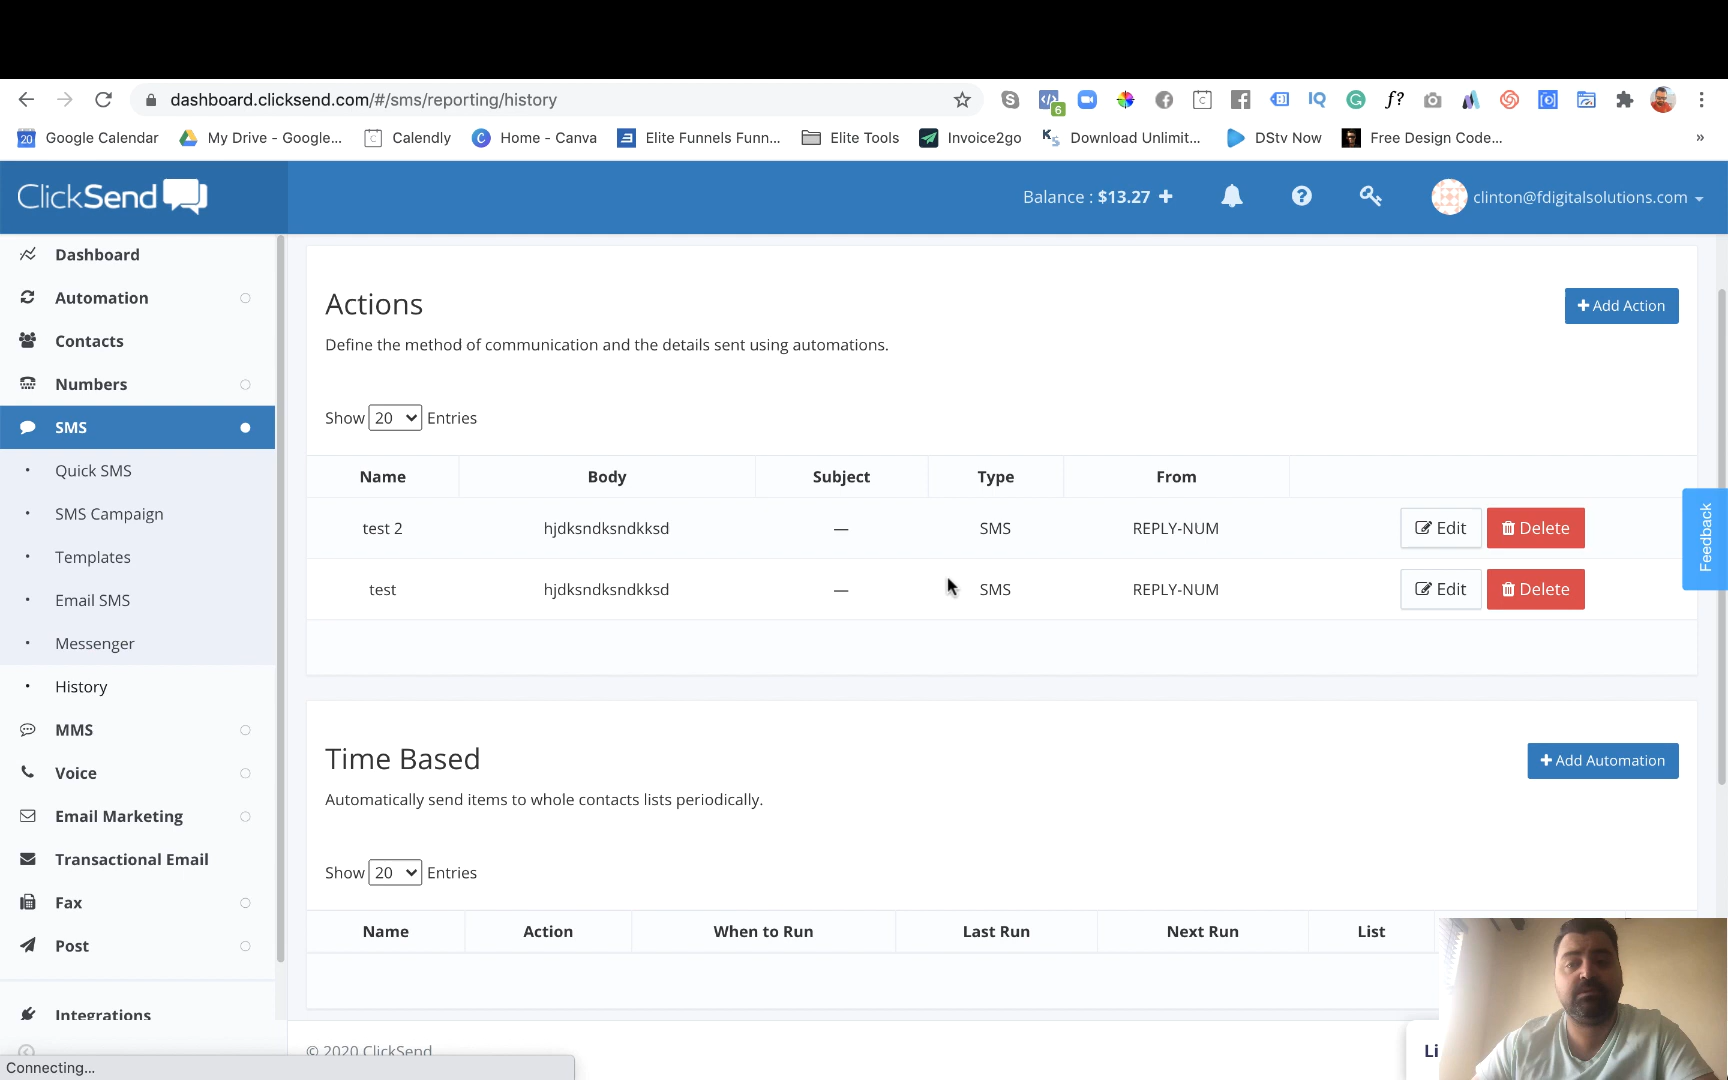 dashboard.clicksend.com/#/sms/reporting/history
6
20 Google Calendar My Drive - Google... Calendly Home - Canva Elite Funnels Funn... Elite Tools Invoice2go Download Unlimit... DStv Now Free Design Code... »
ClickSend
Balance : $13.27 +
clinton@fdigitalsolutions.com
Dashboard
Automation
Contacts
Numbers
SMS
Quick SMS
SMS Campaign
Templates
Email SMS
Messenger
History
MMS
Voice
Email Marketing
Transactional Email
Fax
Post
Integrations
Actions
+ Add Action
Define the method of communication and the details sent using automations.
Show 20 Entries
Name Body Subject Type From
test 2 hjdksndksndkksd — SMS REPLY-NUM Edit Delete
test hjdksndksndkksd — SMS REPLY-NUM Edit Delete
Feedback
Time Based
+ Add Automation
Automatically send items to whole contacts lists periodically.
Show 20 Entries
Name Action When to Run Last Run Next Run List
© 2020 ClickSend
Li
Connecting...